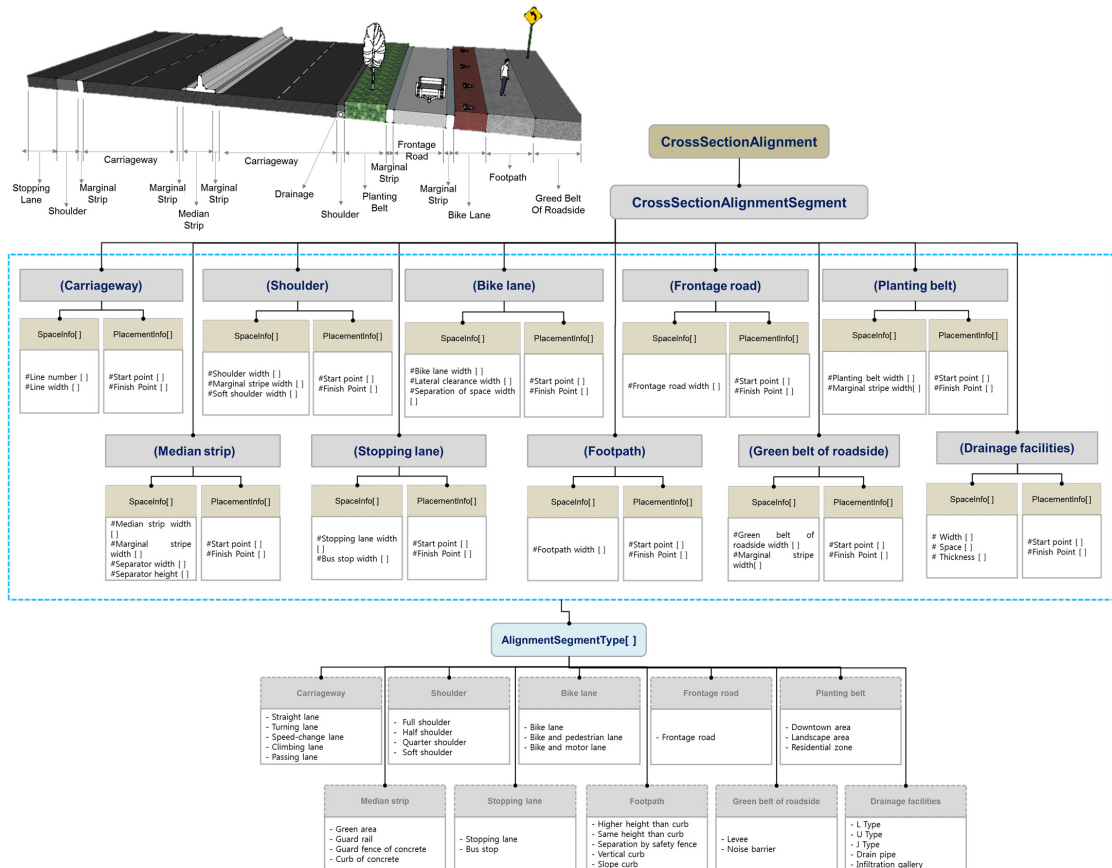 Carriageway
Carriageway
Frontage
Road
Stopping
Lane
Shoulder
Marginal
Strip
Marginal
Strip
Median
Strip
Marginal
Strip
Drainage
Shoulder
Planting
Belt
Marginal
Strip
Marginal
Strip
Bike Lane
Footpath
Greed Belt
Of Roadside
CrossSectionAlignment
CrossSectionAlignmentSegment
(Carriageway)
SpaceInfo[ ]
PlacementInfo[ ]
#Line number [ ]
#Line width [ ]
#Start point [ ]
#Finish Point [ ]
(Shoulder)
SpaceInfo[ ]
PlacementInfo[ ]
#Shoulder width [ ]
#Marginal stripe width [ ]
#Soft shoulder width [ ]
#Start point [ ]
#Finish Point [ ]
(Bike lane)
SpaceInfo[ ]
PlacementInfo[ ]
#Bike lane width [ ]
#Lateral clearance width [ ]
#Separation of space width
[ ]
#Start point [ ]
#Finish Point [ ]
(Frontage road)
SpaceInfo[ ]
PlacementInfo[ ]
#Frontage road width [ ]
#Start point [ ]
#Finish Point [ ]
(Planting belt)
SpaceInfo[ ]
PlacementInfo[ ]
#Planting belt width [ ]
#Marginal stripe width[ ]
#Start point [ ]
#Finish Point [ ]
(Median strip)
SpaceInfo[ ]
PlacementInfo[ ]
#Median strip width
[ ]
#Marginal stripe
width [ ]
#Separator width [ ]
#Separator height [ ]
#Start point [ ]
#Finish Point [ ]
(Stopping lane)
SpaceInfo[ ]
PlacementInfo[ ]
#Stopping lane width
[ ]
#Bus stop width [ ]
#Start point [ ]
#Finish Point [ ]
(Footpath)
SpaceInfo[ ]
PlacementInfo[ ]
#Footpath width [ ]
#Start point [ ]
#Finish Point [ ]
(Green belt of roadside)
SpaceInfo[ ]
PlacementInfo[ ]
#Green belt of
roadside width [ ]
#Marginal stripe
width[ ]
#Start point [ ]
#Finish Point [ ]
(Drainage facilities)
SpaceInfo[ ]
PlacementInfo[ ]
# Width [ ]
# Space [ ]
# Thickness [ ]
#Start point [ ]
#Finish Point [ ]
AlignmentSegmentType[ ]
Carriageway
- Straight lane
- Turning lane
- Speed-change lane
- Climbing lane
- Passing lane
Shoulder
- Full shoulder
- Half shoulder
- Quarter shoulder
- Soft shoulder
Bike lane
- Bike lane
- Bike and pedestrian lane
- Bike and motor lane
Frontage road
- Frontage road
Planting belt
- Downtown area
- Landscape area
- Residential zone
Median strip
- Green area
- Guard rail
- Guard fence of concrete
- Curb of concrete
Stopping lane
- Stopping lane
- Bus stop
Footpath
- Higher height than curb
- Same height than curb
- Separation by safety fence
- Vertical curb
- Slope curb
Green belt of roadside
- Levee
- Noise barrier
Drainage facilities
- L Type
- U Type
- J Type
- Drain pipe
- Infiltration gallery